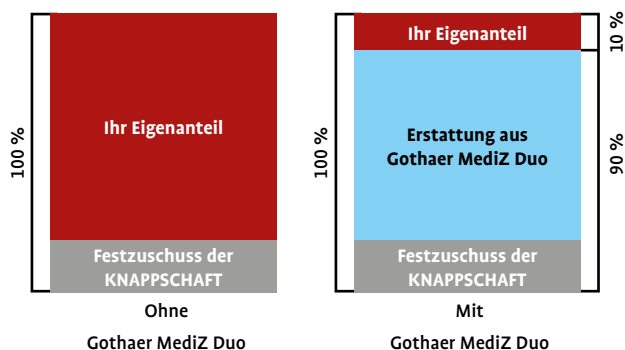 100 %
Ihr Eigenanteil
Festzuschuss der
KNAPPSCHAFT
Ohne
Gothaer MediZ Duo
100 %
Ihr Eigenanteil
Erstattung aus
Gothaer MediZ Duo
Festzuschuss der
KNAPPSCHAFT
10 %
90 %
Mit
Gothaer MediZ Duo